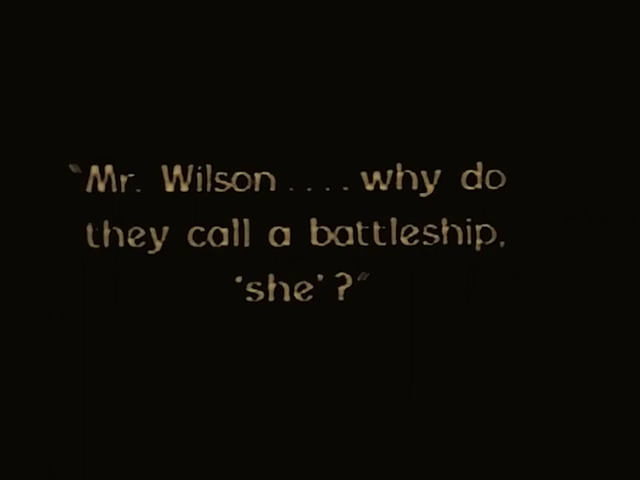 "Mr. Wilson .... why do
they call a battleship,
'she'?"